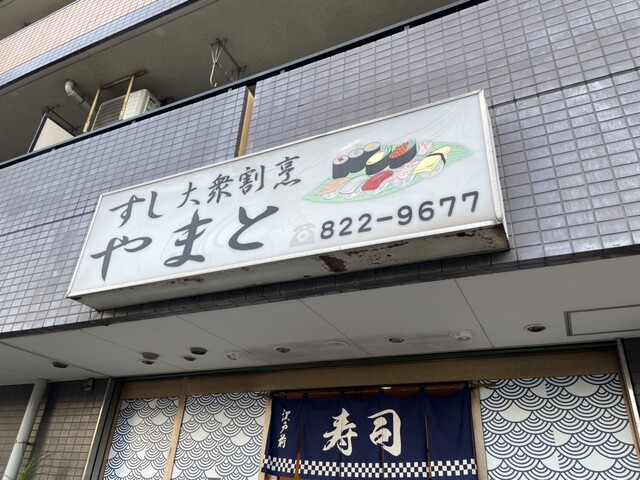 すし 大衆割烹
やまと ☎822-9677
江戸前
寿司